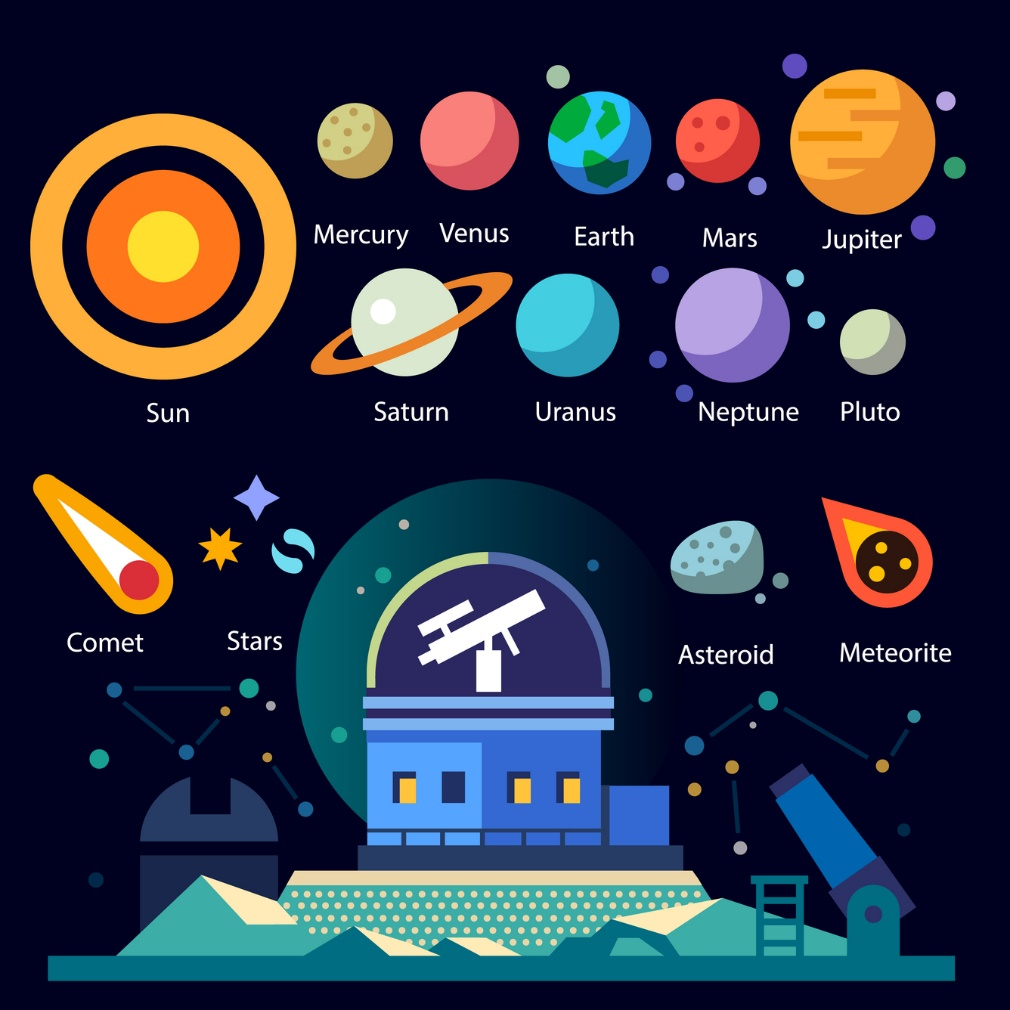 Mercury
Venus
Earth
Mars
Jupiter
Sun
Saturn
Uranus
Neptune
Pluto
Comet
Stars
Asteroid
Meteorite